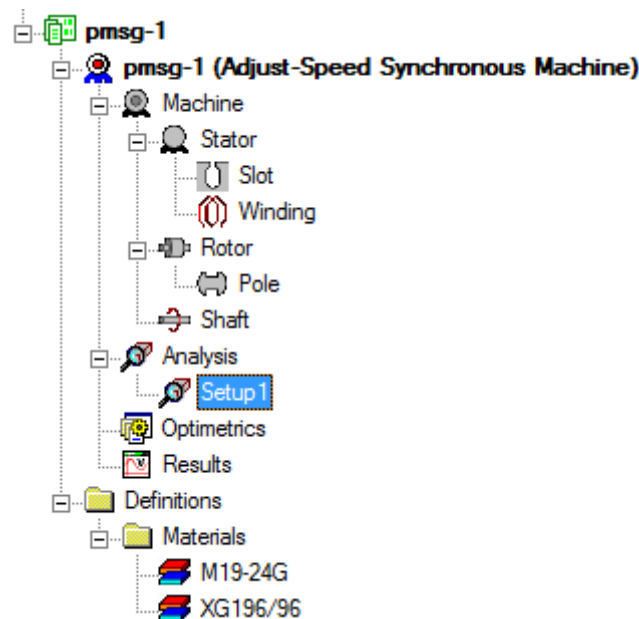 pmsg-1
pmsg-1 (Adjust-Speed Synchronous Machine)
Machine
Stator
Slot
Winding
Rotor
Pole
Shaft
Analysis
Setup1
Optimetrics
Results
Definitions
Materials
M19-24G
XG196/96